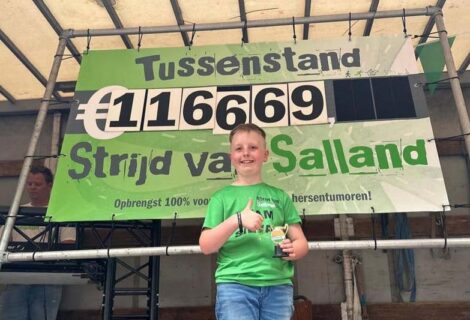 Tussenstand
€116669
Strijd van Salland
Opbrengst 100% voor hersentumoren!